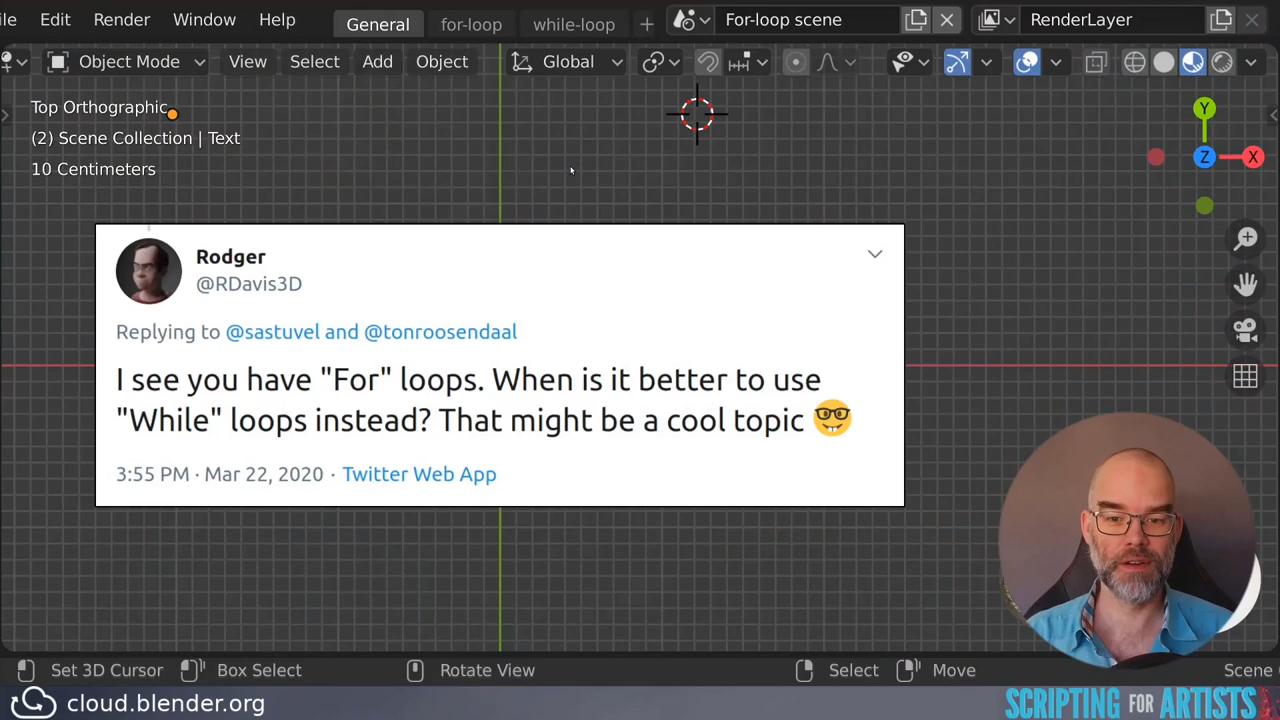 le Edit Render Window Help General for-loop while-loop + For-loop scene RenderLayer
Object Mode View Select Add Object Global
Top Orthographic
(2) Scene Collection | Text
10 Centimeters
Y
Z X
Rodger
@RDavis3D
Replying to @sastuvel and @tonroosendaal
I see you have "For" loops. When is it better to use
"While" loops instead? That might be a cool topic 🤓
3:55 PM · Mar 22, 2020 · Twitter Web App
Set 3D Cursor Box Select Rotate View Select Move Scene
cloud.blender.org SCRIPTING FOR ARTISTS